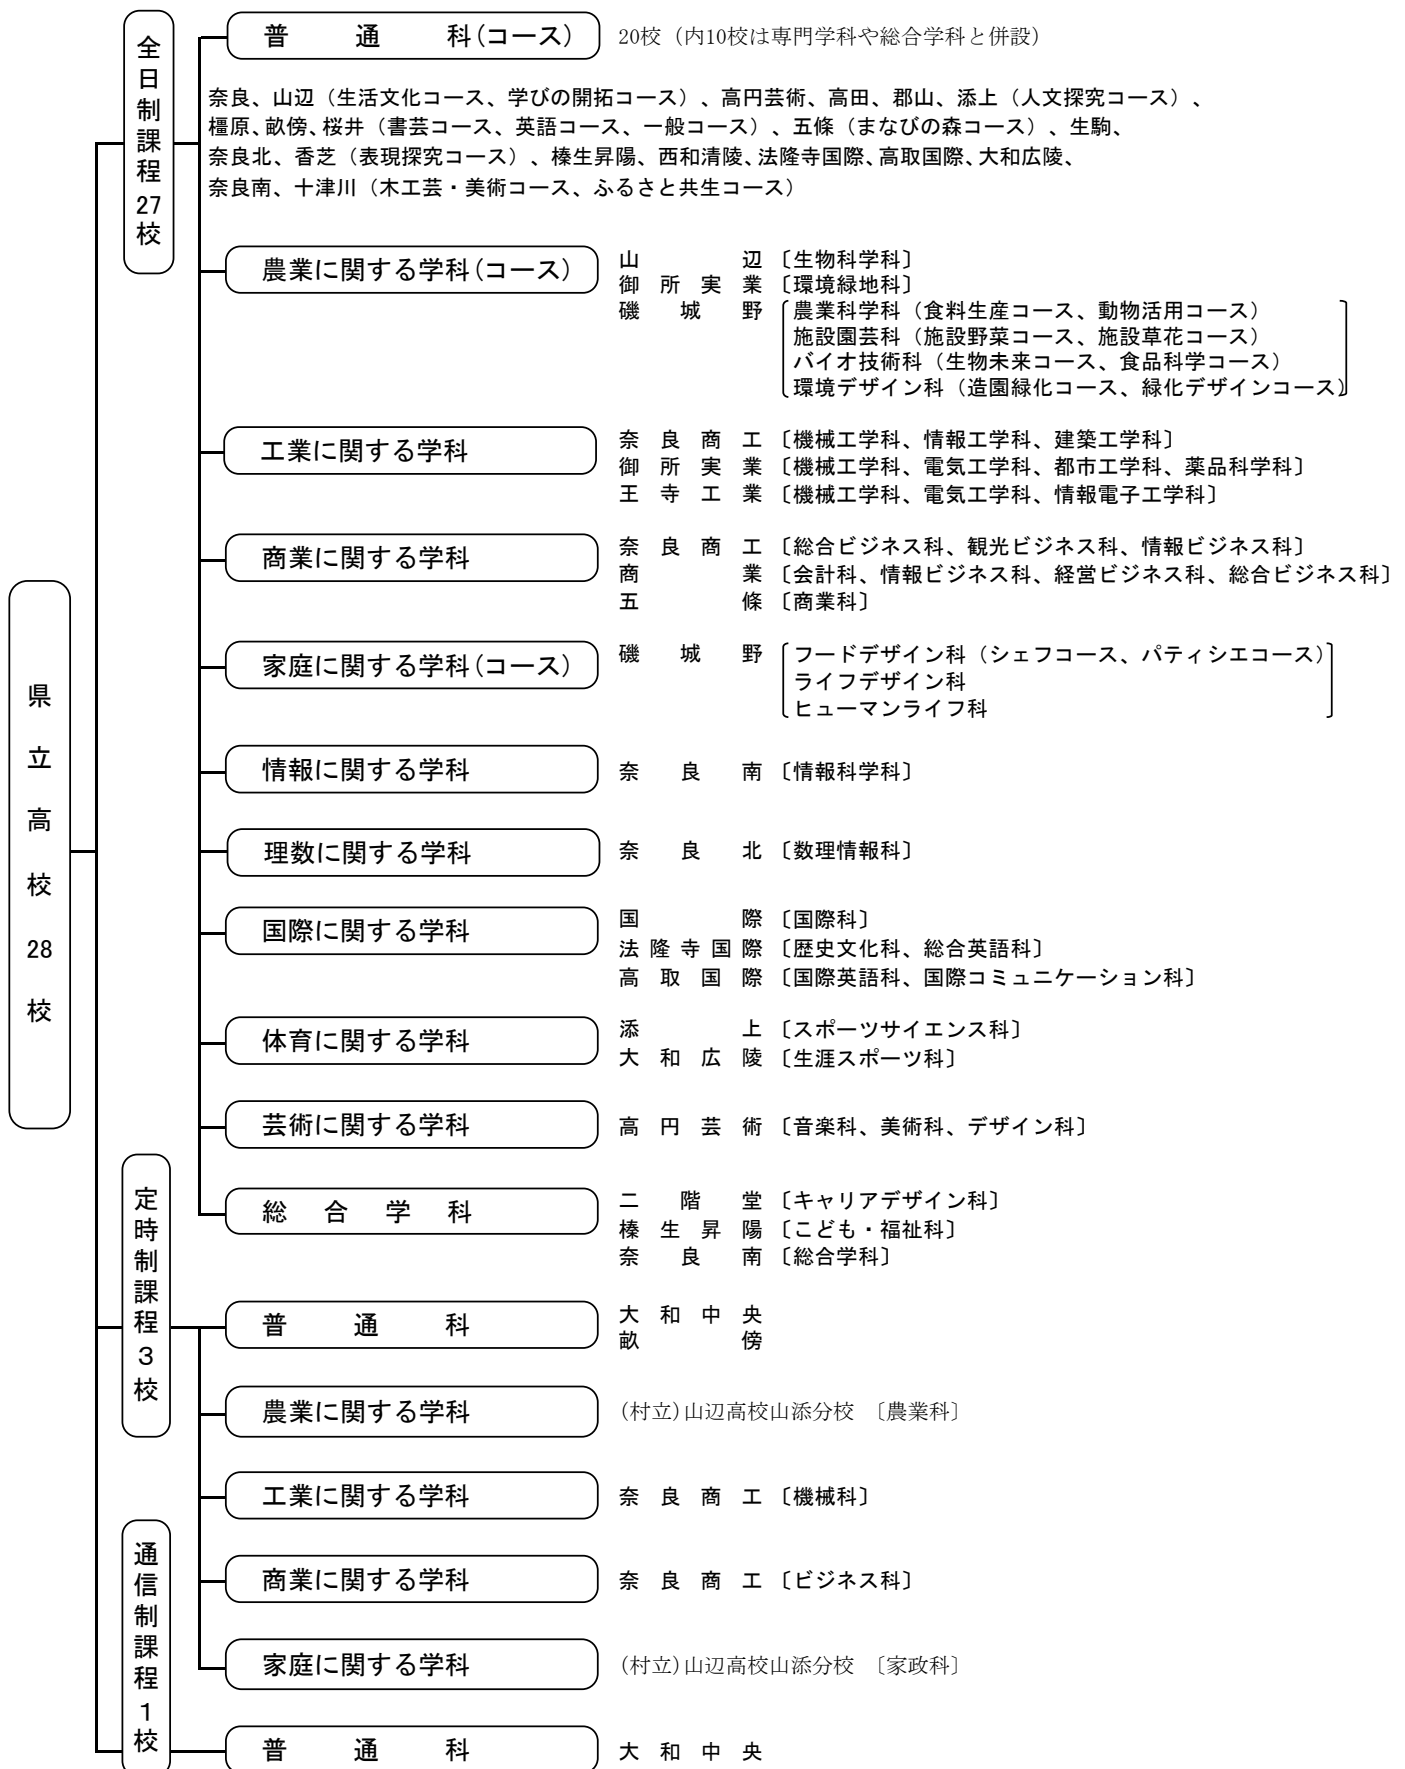 県立高校28校
全日制課程27校
普通科(コース)
20校（内10校は専門学科や総合学科と併設）
奈良、山辺（生活文化コース、学びの開拓コース）、高円芸術、高田、郡山、添上（人文探究コース）、
橿原、畝傍、桜井（書芸コース、英語コース、一般コース）、五條（まなびの森コース）、生駒、
奈良北、香芝（表現探究コース）、榛生昇陽、西和清陵、法隆寺国際、高取国際、大和広陵、
奈良南、十津川（木工芸・美術コース、ふるさと共生コース）
農業に関する学科(コース)
山辺〔生物科学科〕
御所実業〔環境緑地科〕
磯城野
農業科学科（食料生産コース、動物活用コース）
施設園芸科（施設野菜コース、施設草花コース）
バイオ技術科（生物未来コース、食品科学コース）
環境デザイン科（造園緑化コース、緑化デザインコース）
工業に関する学科
奈良商工〔機械工学科、情報工学科、建築工学科〕
御所実業〔機械工学科、電気工学科、都市工学科、薬品科学科〕
王寺工業〔機械工学科、電気工学科、情報電子工学科〕
商業に関する学科
奈良商工〔総合ビジネス科、観光ビジネス科、情報ビジネス科〕
商業〔会計科、情報ビジネス科、経営ビジネス科、総合ビジネス科〕
五條〔商業科〕
家庭に関する学科(コース)
磯城野
フードデザイン科（シェフコース、パティシエコース）
ライフデザイン科
ヒューマンライフ科
情報に関する学科
奈良南〔情報科学科〕
理数に関する学科
奈良北〔数理情報科〕
国際に関する学科
国際〔国際科〕
法隆寺国際〔歴史文化科、総合英語科〕
高取国際〔国際英語科、国際コミュニケーション科〕
体育に関する学科
添上〔スポーツサイエンス科〕
大和広陵〔生涯スポーツ科〕
芸術に関する学科
高円芸術〔音楽科、美術科、デザイン科〕
総合学科
二階堂〔キャリアデザイン科〕
榛生昇陽〔こども・福祉科〕
奈良南〔総合学科〕
定時制課程3校
普通科
大和中央
畝傍
農業に関する学科
(村立)山辺高校山添分校 〔農業科〕
工業に関する学科
奈良商工〔機械科〕
商業に関する学科
奈良商工〔ビジネス科〕
家庭に関する学科
(村立)山辺高校山添分校 〔家政科〕
通信制課程1校
普通科
大和中央